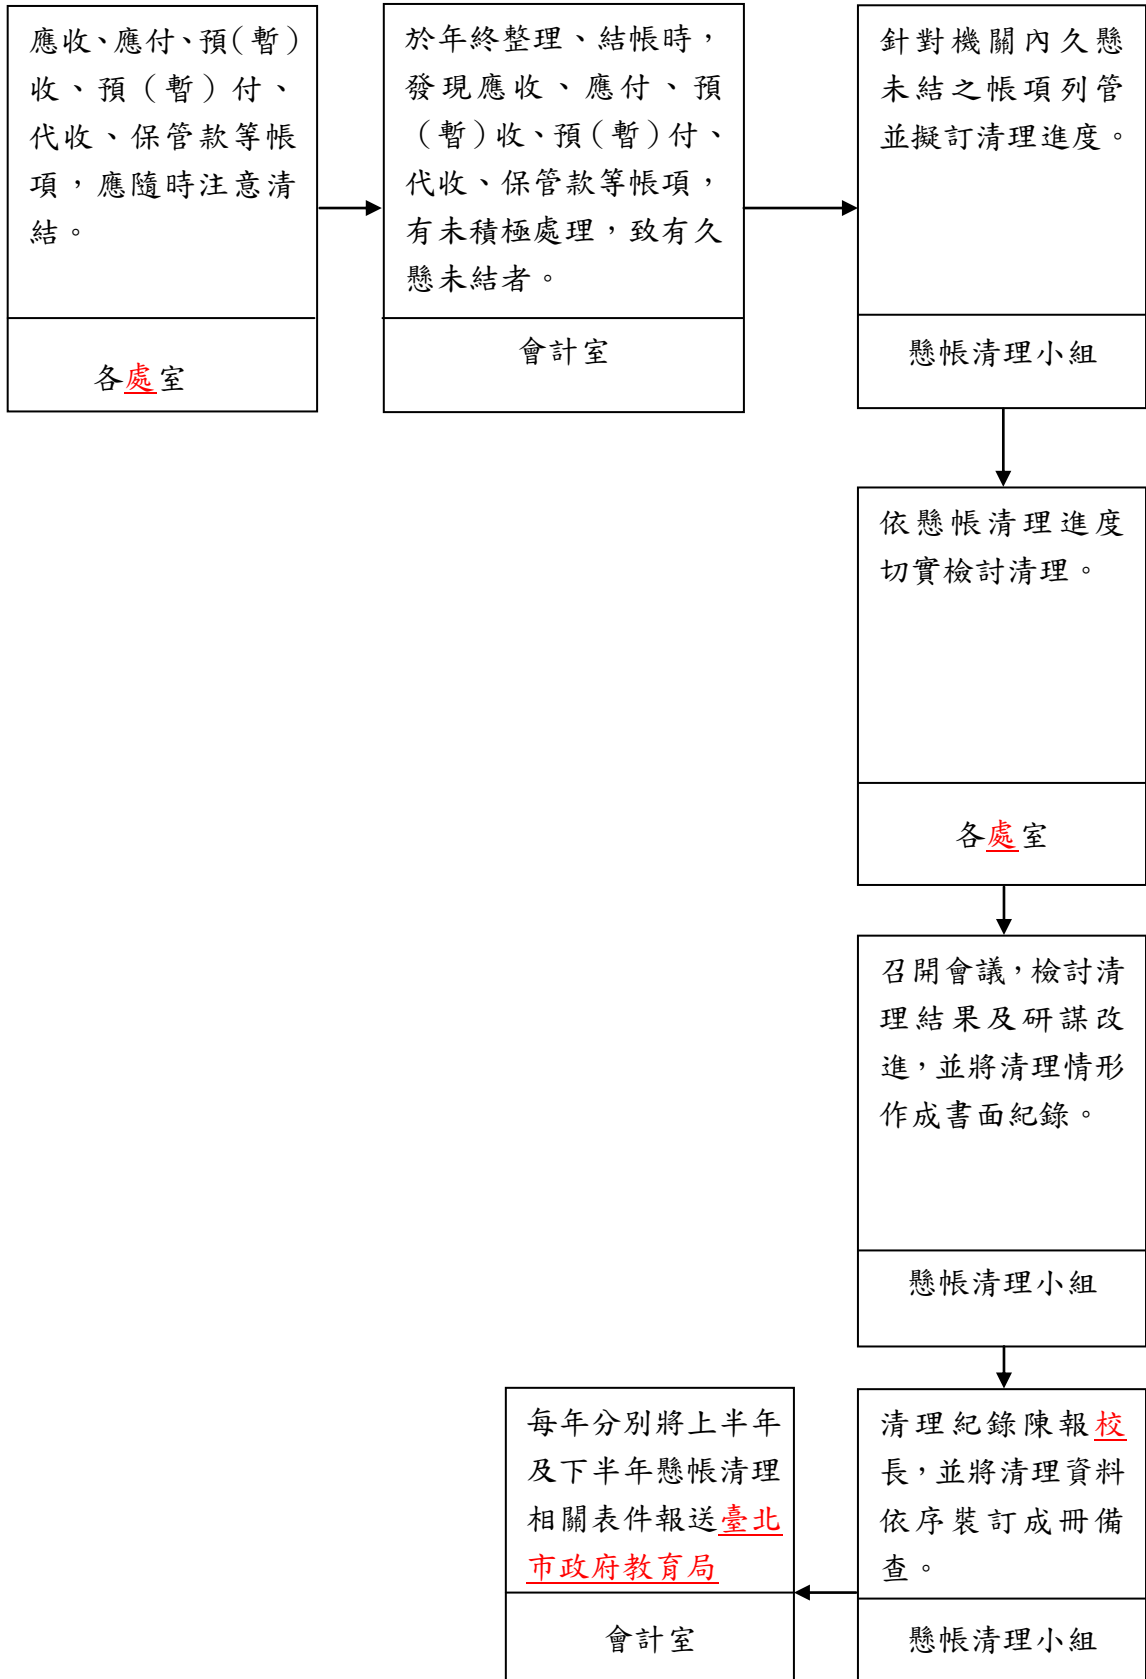 應收、應付、預(暫)
收、預（暫）付、
代收、保管款等帳
項，應隨時注意清
結。
各處室
於年終整理、結帳時，
發現應收、應付、預
（暫）收、預（暫）付、
代收、保管款等帳項，
有未積極處理，致有久
懸未結者。
會計室
針對機關內久懸
未結之帳項列管
並擬訂清理進度。
懸帳清理小組
依懸帳清理進度
切實檢討清理。
各處室
召開會議，檢討清
理結果及研謀改
進，並將清理情形
作成書面紀錄。
懸帳清理小組
清理紀錄陳報校
長，並將清理資料
依序裝訂成冊備
查。
懸帳清理小組
每年分別將上半年
及下半年懸帳清理
相關表件報送臺北
市政府教育局
會計室